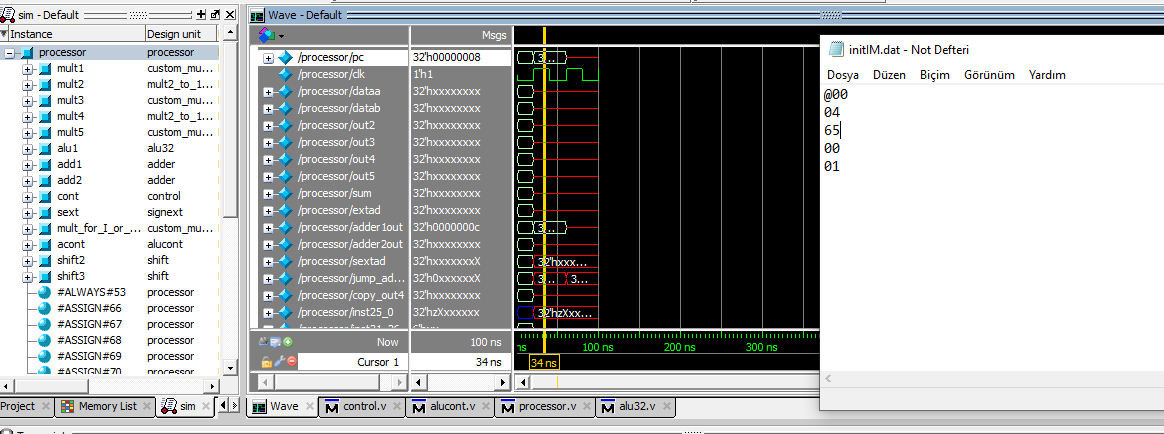 sim - Default
Instance Design unit
processor processor
mult1 custom_mu...
mult2 mult2_to_1...
mult3 custom_mu...
mult4 mult2_to_1...
mult5 custom_mu...
alu1 alu32
add1 adder
add2 adder
cont control
sext signext
mult_for_I_or_... custom_mu...
acont alucont
shift2 shift
shift3 shift
#ALWAYS#53 processor
#ASSIGN#66 processor
#ASSIGN#67 processor
#ASSIGN#68 processor
#ASSIGN#69 processor
#ASSIGN#70 processor
Project Memory List sim
Wave - Default
Msgs
/processor/pc 32'h00000008 3...
/processor/clk 1'h1
/processor/dataa 32'hxxxxxxxx
/processor/datab 32'hxxxxxxxx
/processor/out2 32'hxxxxxxxx
/processor/out3 32'hxxxxxxxx
/processor/out4 32'hxxxxxxxx
/processor/out5 32'hxxxxxxxx
/processor/sum 32'hxxxxxxxx
/processor/extad 32'hxxxxxxxx
/processor/adder1out 32'h0000000c 3...
/processor/adder2out 32'hxxxxxxxx
/processor/sextad 32'hxxxxxxxX 32'hxxx...
/processor/jump_ad... 32'h0xxxxxxX 3... 3...
/processor/copy_out4 32'hxxxxxxxx
/processor/inst25_0 32'hzXxxxxxx 32'hzXxx...
Now 100 ns ns 100 ns 200 ns 300 ns
Cursor 1 34 ns 34 ns
Wave control.v alucont.v processor.v alu32.v
initIM.dat - Not Defteri
Dosya Düzen Biçim Görünüm Yardım
@00
04
65
00
01